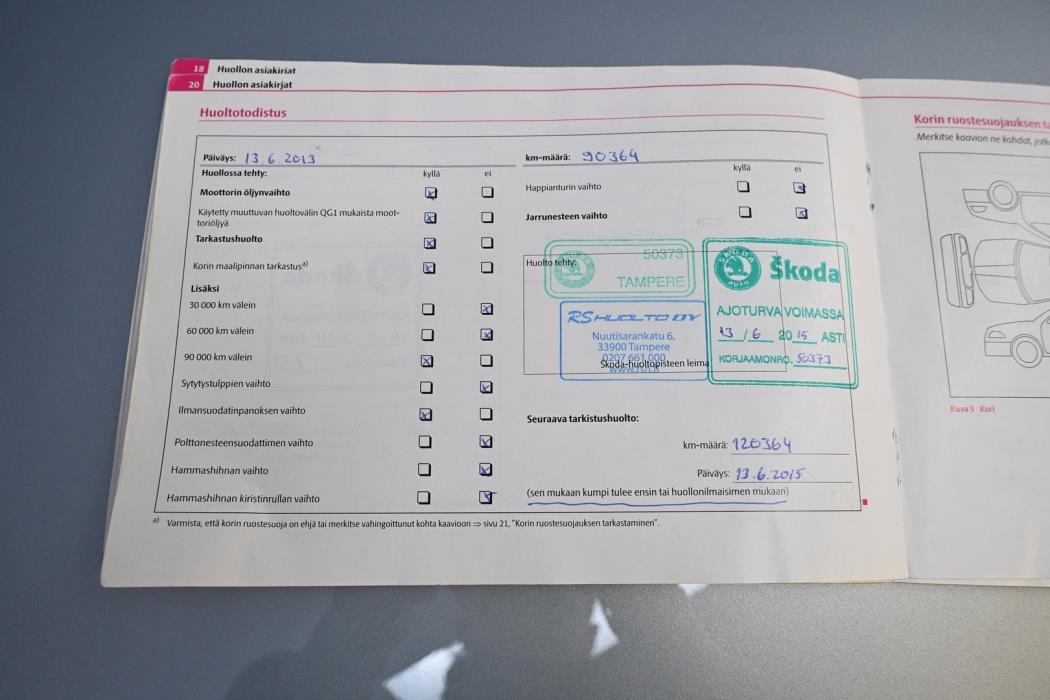 18 Huollon asiakirjat
20 Huollon asiakirjat
Huoltotodistus
Päiväys: 13.6.2013
km-määrä: 90364
Huollossa tehty: kyllä ei
kyllä ei
Moottorin öljynvaihto
Happianturin vaihto
Käytetty muuttuvan huoltovälin QG1 mukaista moot-
toriöljyä
Jarrunesteen vaihto
Tarkastushuolto
Korin maalipinnan tarkastus a)
Lisäksi
30 000 km välein
60 000 km välein
90 000 km välein
Sytytystulppien vaihto
Ilmansuodatinpanoksen vaihto
Polttonesteensuodattimen vaihto
Hammashihnan vaihto
Hammashihnan kiristinrullan vaihto
Huolto tehty:
50373
TAMPERE
ŠKODA
AUTO
Škoda
AJOTURVA VOIMASSA
13 / 6 2015 ASTI
KORJAAMONRO. 50373
RS HUOLTO OY
Nuutisarankatu 6,
33900 Tampere
0207 661 000
Škoda-huoltopisteen leima
Seuraava tarkistushuolto:
km-määrä: 120364
Päiväys: 13.6.2015
(sen mukaan kumpi tulee ensin tai huollonilmaisimen mukaan)
a) Varmista, että korin ruostesuoja on ehjä tai merkitse vahingoittunut kohta kaavioon ⇒ sivu 21, "Korin ruostesuojauksen tarkastaminen".
Korin ruostesuojauksen ta
Merkitse kaavion ne kohdat, jotk
Kuva 5 Kori